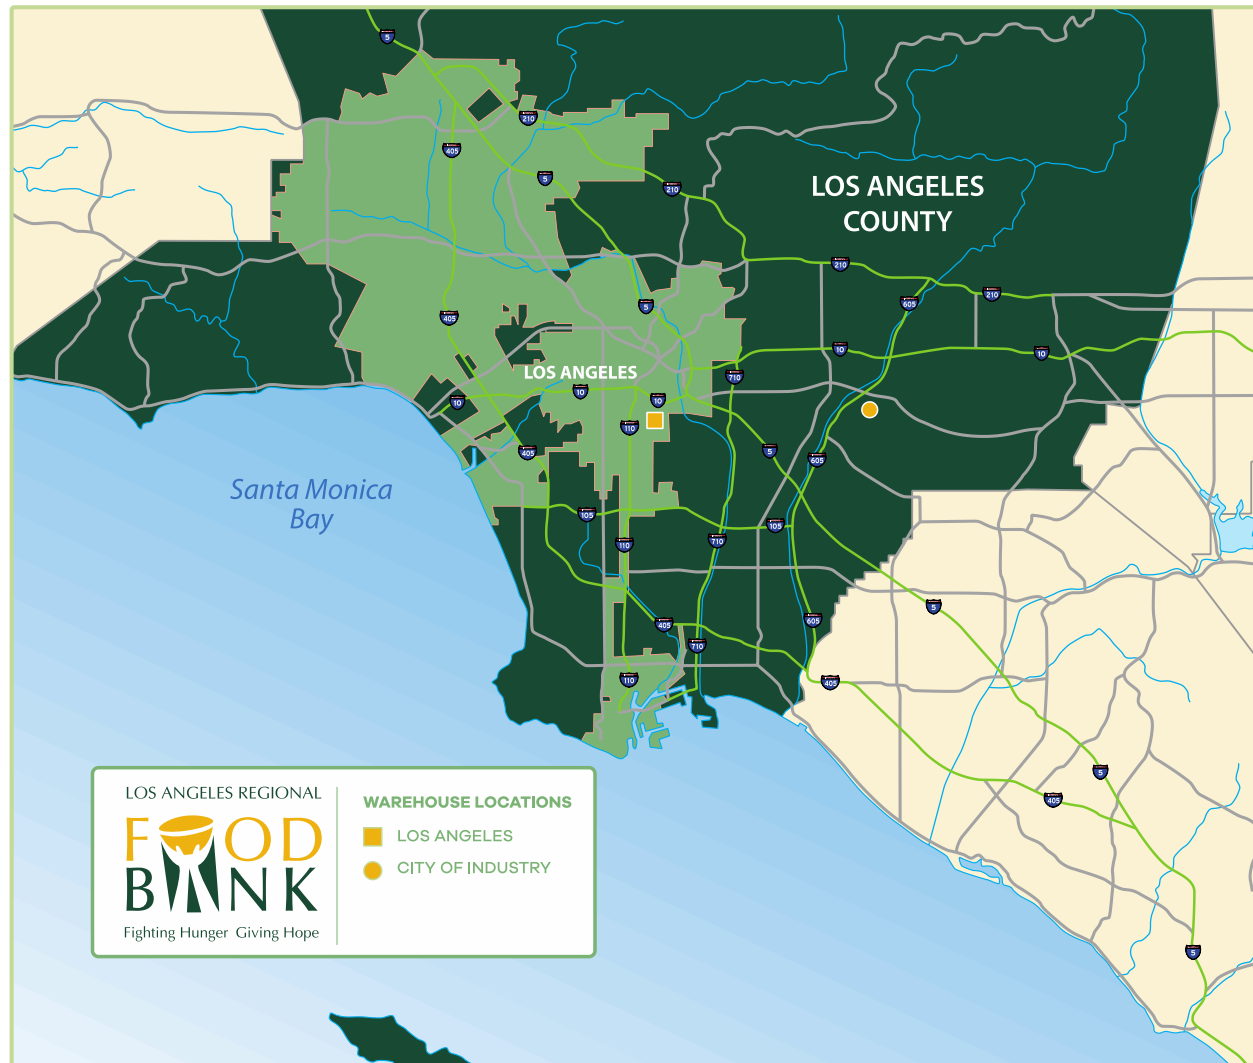 5
210
405
5
210
LOS ANGELES
COUNTY
210
210
605
5
405
10
10
LOS ANGELES
710
10
10
10
110
5
405
605
Santa Monica
Bay
105
105
110
710
5
605
405
710
110
405
5
405
5
LOS ANGELES REGIONAL
FOOD
BANK
Fighting Hunger Giving Hope
WAREHOUSE LOCATIONS
LOS ANGELES
CITY OF INDUSTRY